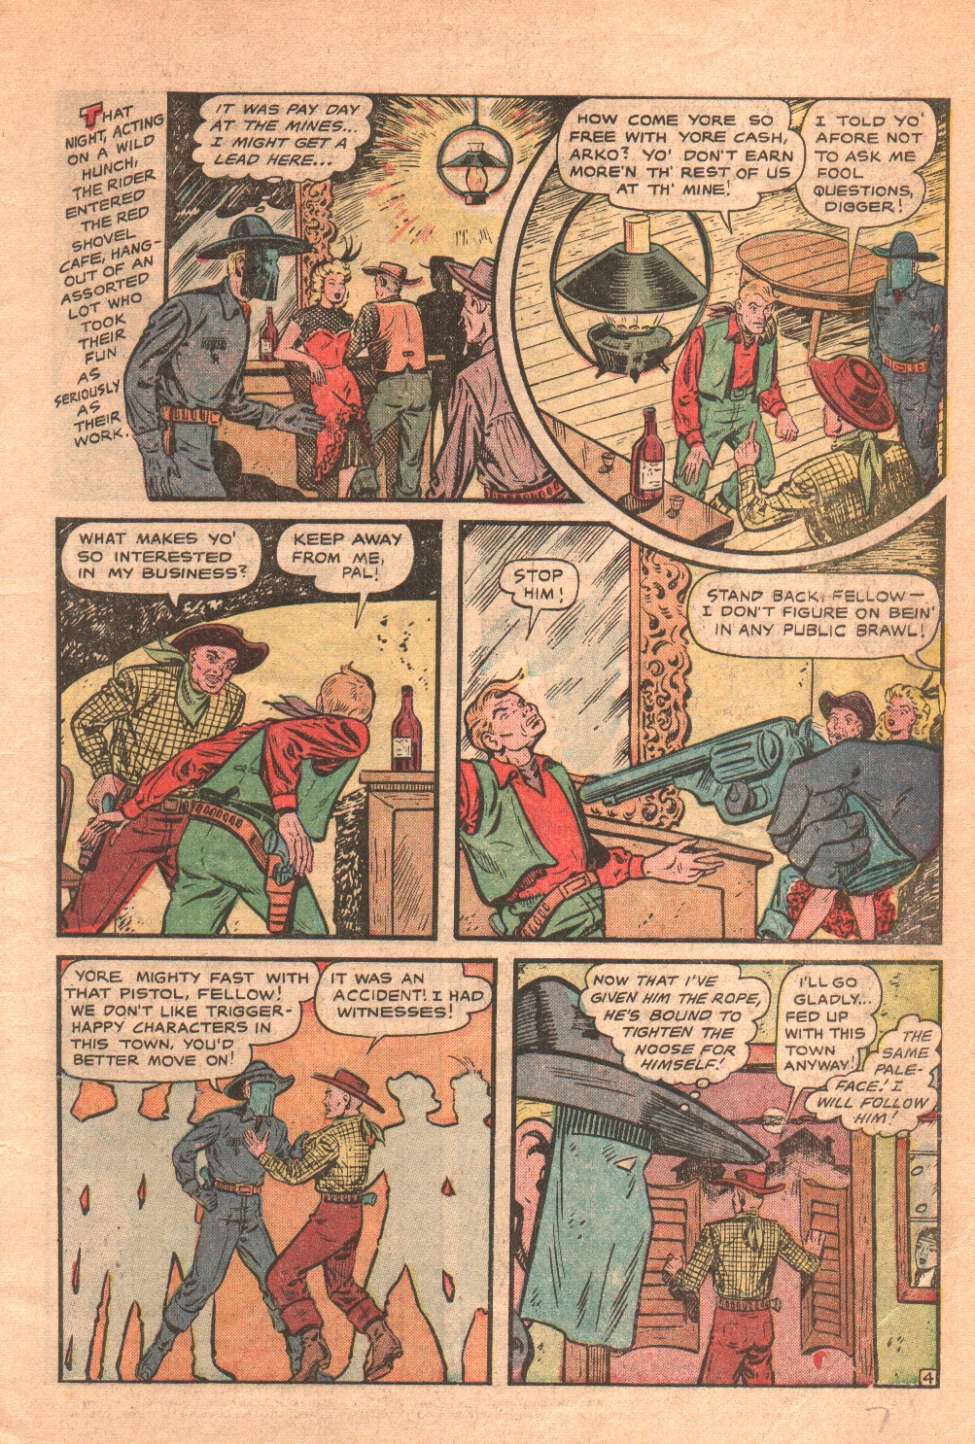 THAT
NIGHT, ACTING
ON A WILD
HUNCH,
THE RIDER
ENTERED
THE RED
SHOVEL
CAFE, HANG-
OUT OF AN
ASSORTED
LOT WHO
TOOK
THEIR
FUN
AS
SERIOUSLY
AS
THEIR
WORK.
IT WAS PAY DAY
AT THE MINES...
I MIGHT GET A
LEAD HERE...
HOW COME YORE SO
FREE WITH YORE CASH,
ARKO? YO' DON'T EARN
MORE'N TH' REST OF US
AT TH' MINE!
I TOLD YO'
AFORE NOT
TO ASK ME
FOOL
QUESTIONS,
DIGGER!
WHAT MAKES YO'
SO INTERESTED
IN MY BUSINESS?
KEEP AWAY
FROM ME,
PAL!
STOP
HIM!
STAND BACK, FELLOW—
I DON'T FIGURE ON BEIN'
IN ANY PUBLIC BRAWL!
YORE MIGHTY FAST WITH
THAT PISTOL, FELLOW!
WE DON'T LIKE TRIGGER-
HAPPY CHARACTERS IN
THIS TOWN, YOU'D
BETTER MOVE ON!
IT WAS AN
ACCIDENT! I HAD
WITNESSES!
NOW THAT I'VE
GIVEN HIM THE ROPE,
HE'S BOUND TO
TIGHTEN THE
NOOSE FOR
HIMSELF!
I'LL GO
GLADLY...
FED UP
WITH THIS
TOWN
ANYWAY!
THE
SAME
PALE-
FACE! I
WILL FOLLOW
HIM!
4
7